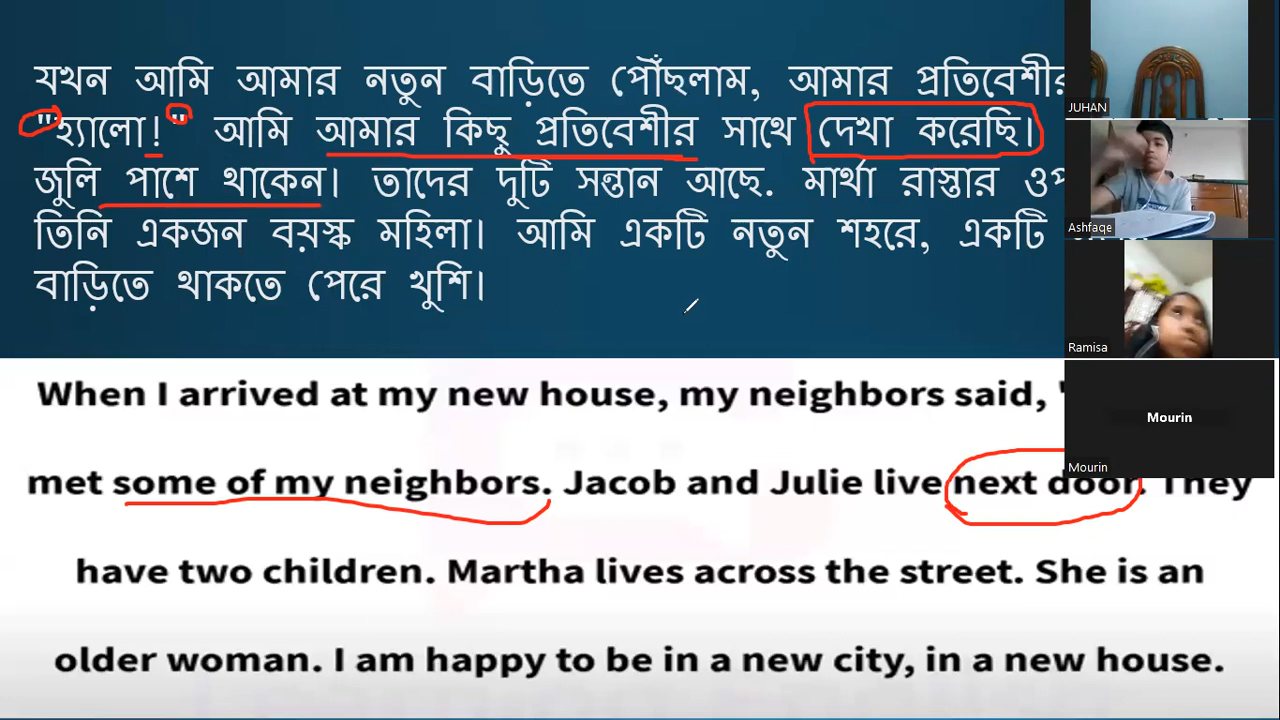 যখন আমি আমার নতুন বাড়িতে পৌঁছলাম, আমার
"হ্যালো!" আমি আমার কিছু প্রতিবেশীর সাথে দেখা করেছি।
জুলি পাশে থাকেন। তাদের দুটি সন্তান আছে. মার্থা রাস্তার
তিনি একজন বয়স্ক মহিলা। আমি একটি নতুন শহরে, একটি
বাড়িতে থাকতে পেরে খুশি।
When I arrived at my new house, my neighbors said,
met some of my neighbors. Jacob and Julie live next door. They
have two children. Martha lives across the street. She is an
older woman. I am happy to be in a new city, in a new house.
JUHAN
Ashfaqe
Ramisa
Mourin
Mourin